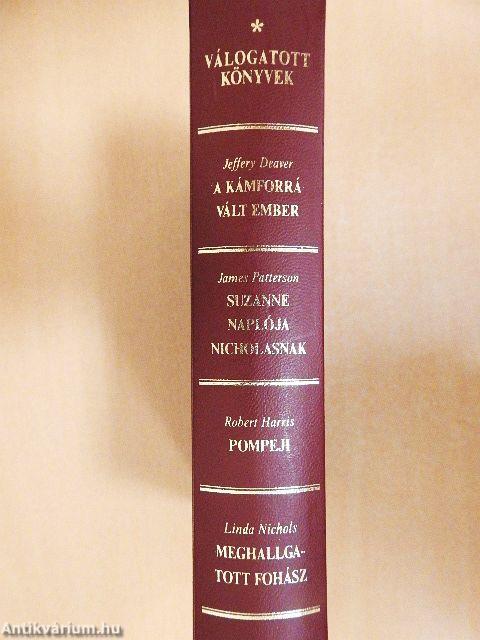 *
VÁLOGATOTT
KÖNYVEK
Jeffery Deaver
A KÁMFORRÁ
VÁLT EMBER
James Patterson
SUZANNE
NAPLÓJA
NICHOLASNAK
Robert Harris
POMPEJI
Linda Nichols
MEGHALLGA-
TOTT FOHÁSZ
Antikvárium.hu